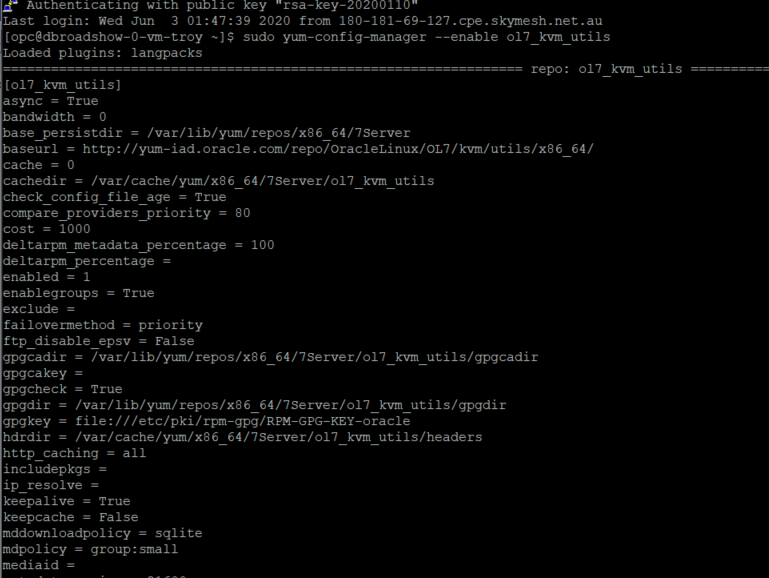 Authenticating with public key "rsa-key-20200110"
Last login: Wed Jun  3 01:47:39 2020 from 180-181-69-127.cpe.skymesh.net.au
[opc@dbroadshow-0-vm-troy ~]$ sudo yum-config-manager --enable ol7_kvm_utils
Loaded plugins: langpacks
================================================================= repo: ol7_kvm_utils ==========
[ol7_kvm_utils]
async = True
bandwidth = 0
base_persistdir = /var/lib/yum/repos/x86_64/7Server
baseurl = http://yum-iad.oracle.com/repo/OracleLinux/OL7/kvm/utils/x86_64/
cache = 0
cachedir = /var/cache/yum/x86_64/7Server/ol7_kvm_utils
check_config_file_age = True
compare_providers_priority = 80
cost = 1000
deltarpm_metadata_percentage = 100
deltarpm_percentage =
enabled = 1
enablegroups = True
exclude =
failovermethod = priority
ftp_disable_epsv = False
gpgcadir = /var/lib/yum/repos/x86_64/7Server/ol7_kvm_utils/gpgcadir
gpgcakey =
gpgcheck = True
gpgdir = /var/lib/yum/repos/x86_64/7Server/ol7_kvm_utils/gpgdir
gpgkey = file:///etc/pki/rpm-gpg/RPM-GPG-KEY-oracle
hdrdir = /var/cache/yum/x86_64/7Server/ol7_kvm_utils/headers
http_caching = all
includepkgs =
ip_resolve =
keepalive = True
keepcache = False
mddownloadpolicy = sqlite
mdpolicy = group:small
mediaid =